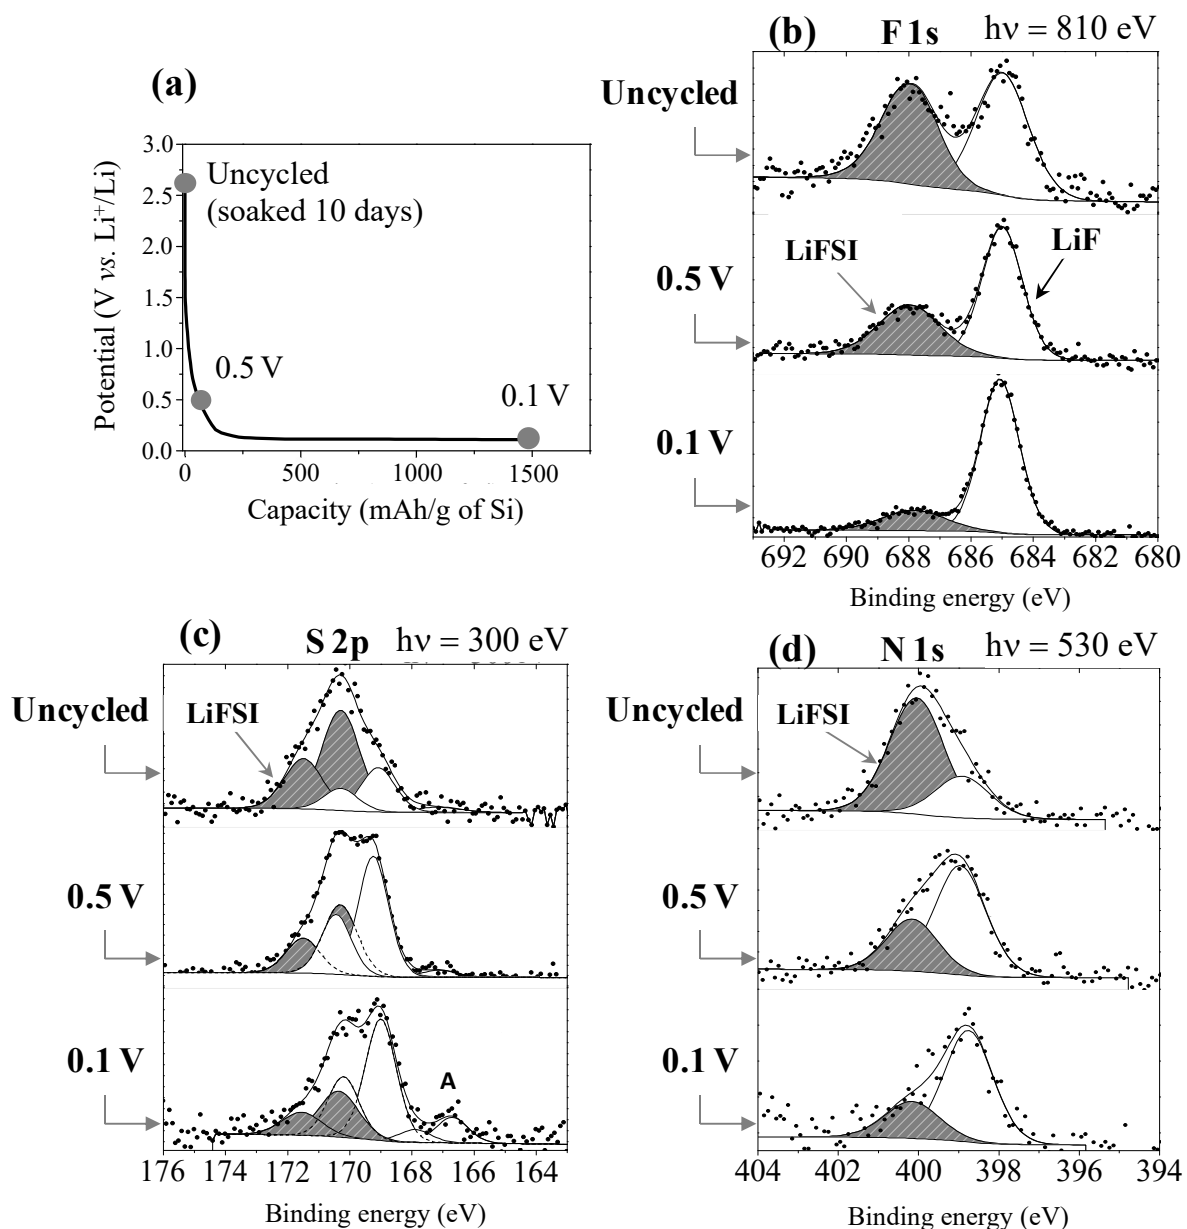 (a)
3.0
2.5
2.0
1.5
1.0
0.5
0.0
Potential (V vs. Li⁺/Li)
Uncycled
(soaked 10 days)
0.5 V
0.1 V
0 500 1000 1500
Capacity (mAh/g of Si)
(b) F 1s hν = 810 eV
Uncycled
0.5 V
LiFSI
LiF
0.1 V
692 690 688 686 684 682 680
Binding energy (eV)
(c) S 2p hν = 300 eV
Uncycled
LiFSI
0.5 V
0.1 V
A
176 174 172 170 168 166 164
Binding energy (eV)
(d) N 1s hν = 530 eV
Uncycled
LiFSI
0.5 V
0.1 V
404 402 400 398 396 394
Binding energy (eV)